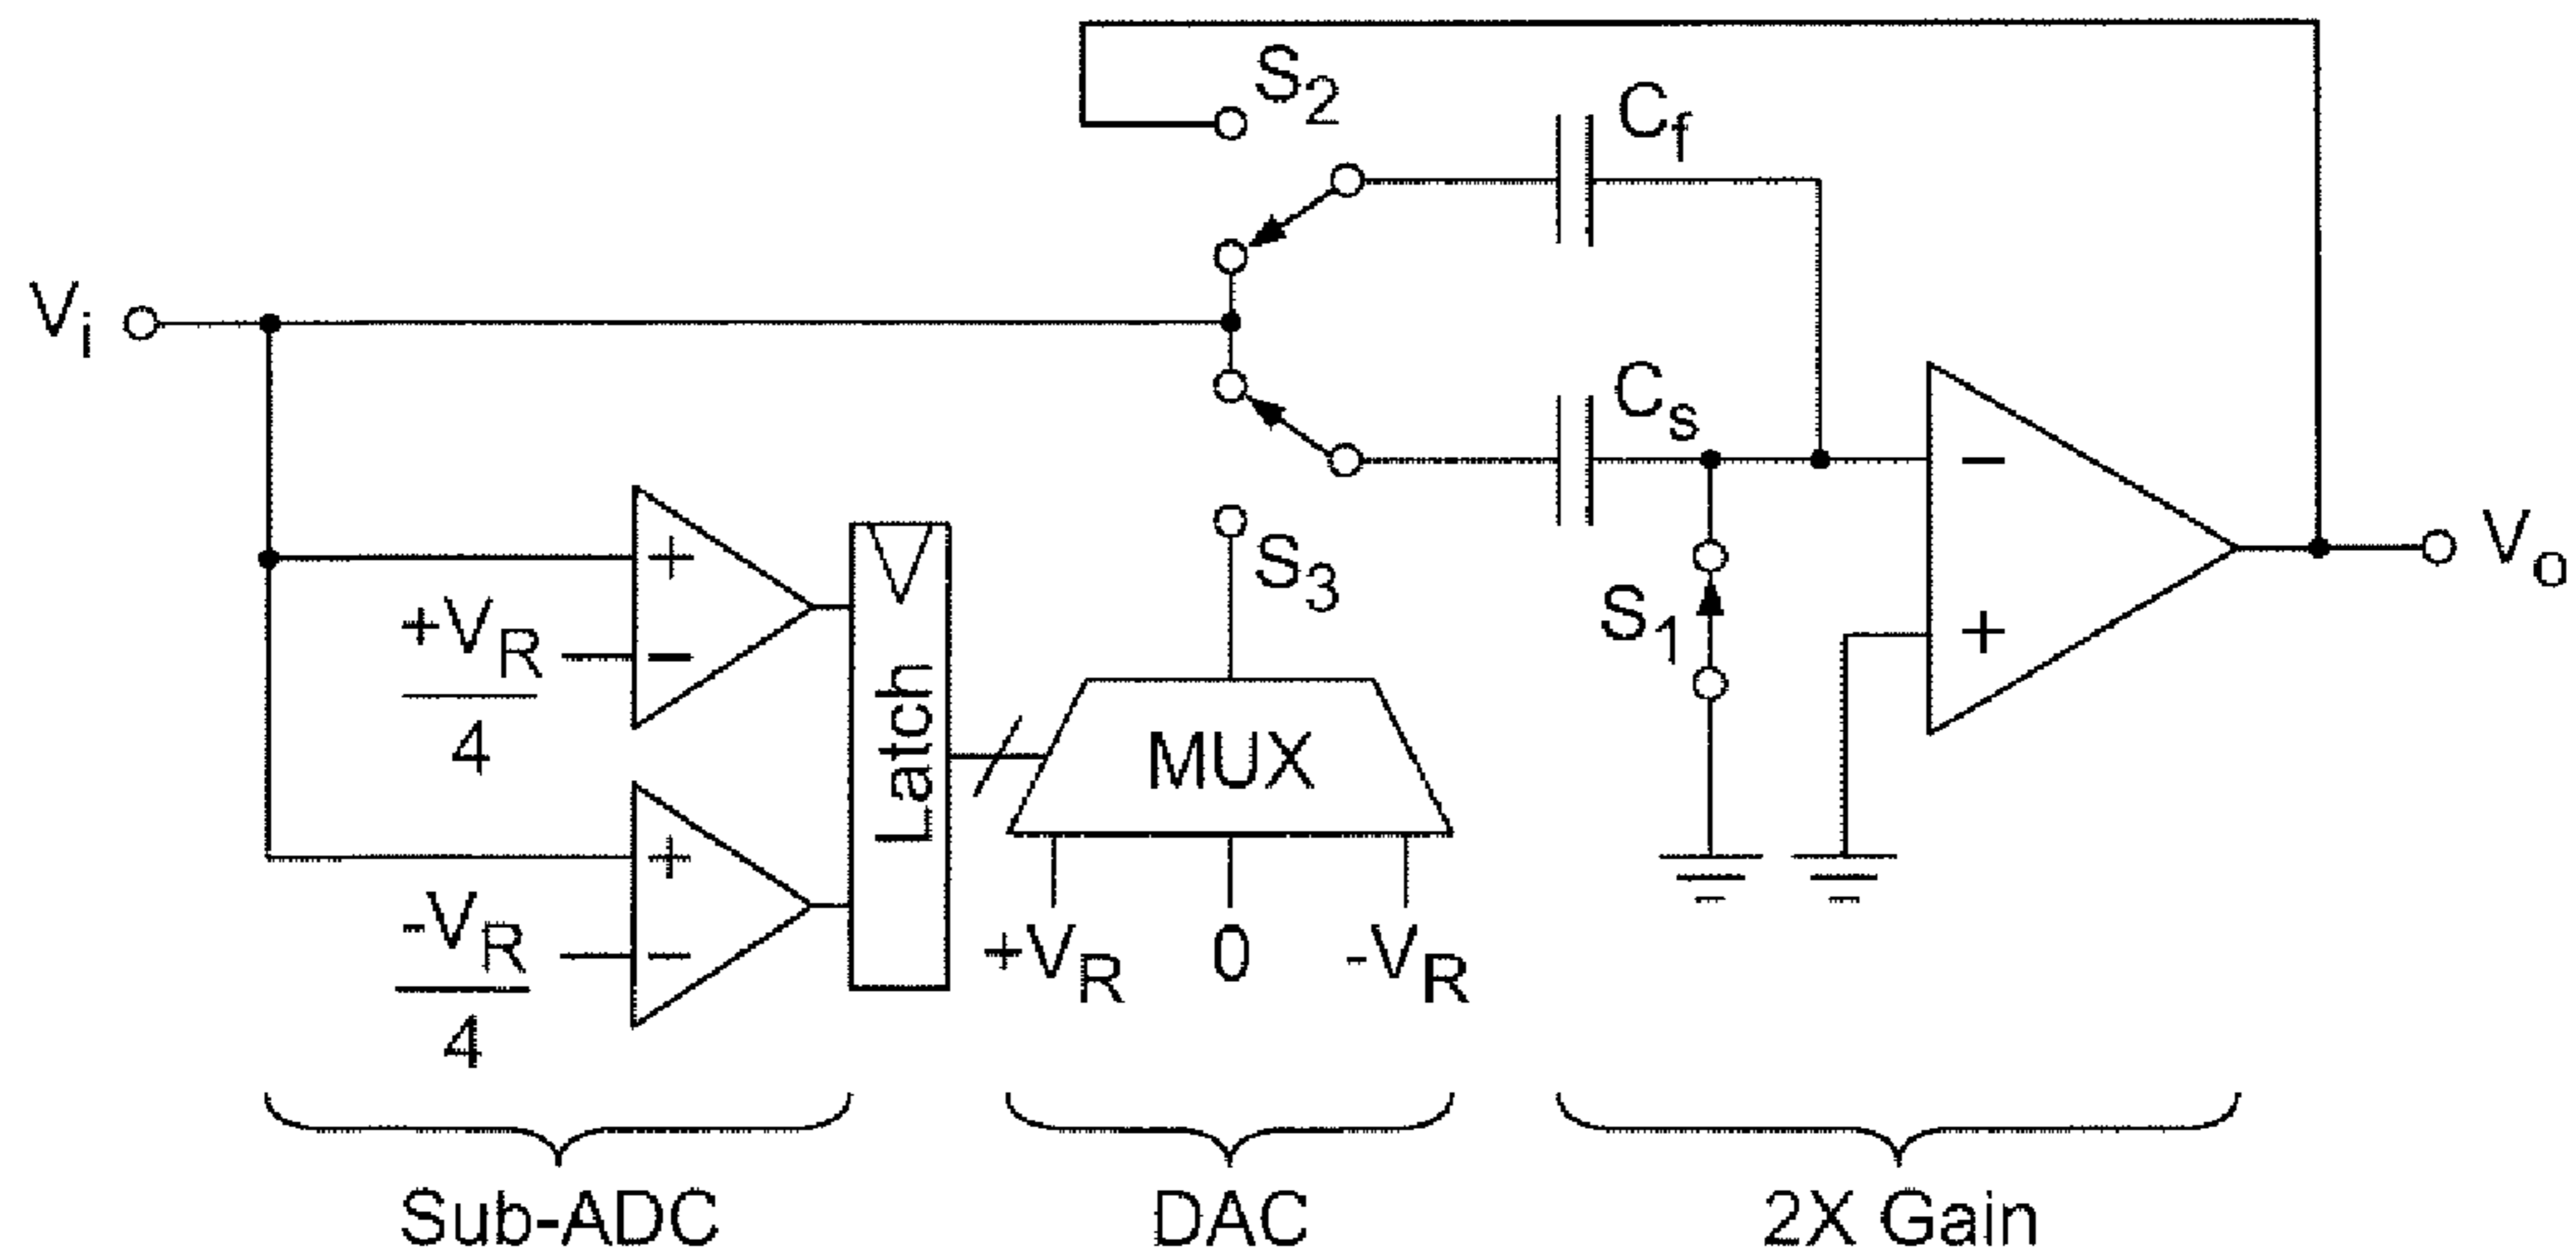 S2
Cf
Vi
Cs
+
-
+VR
4
Latch
S3
S1
-
+
Vo
MUX
+
-
-VR
4
+VR 0 -VR
Sub-ADC DAC 2X Gain